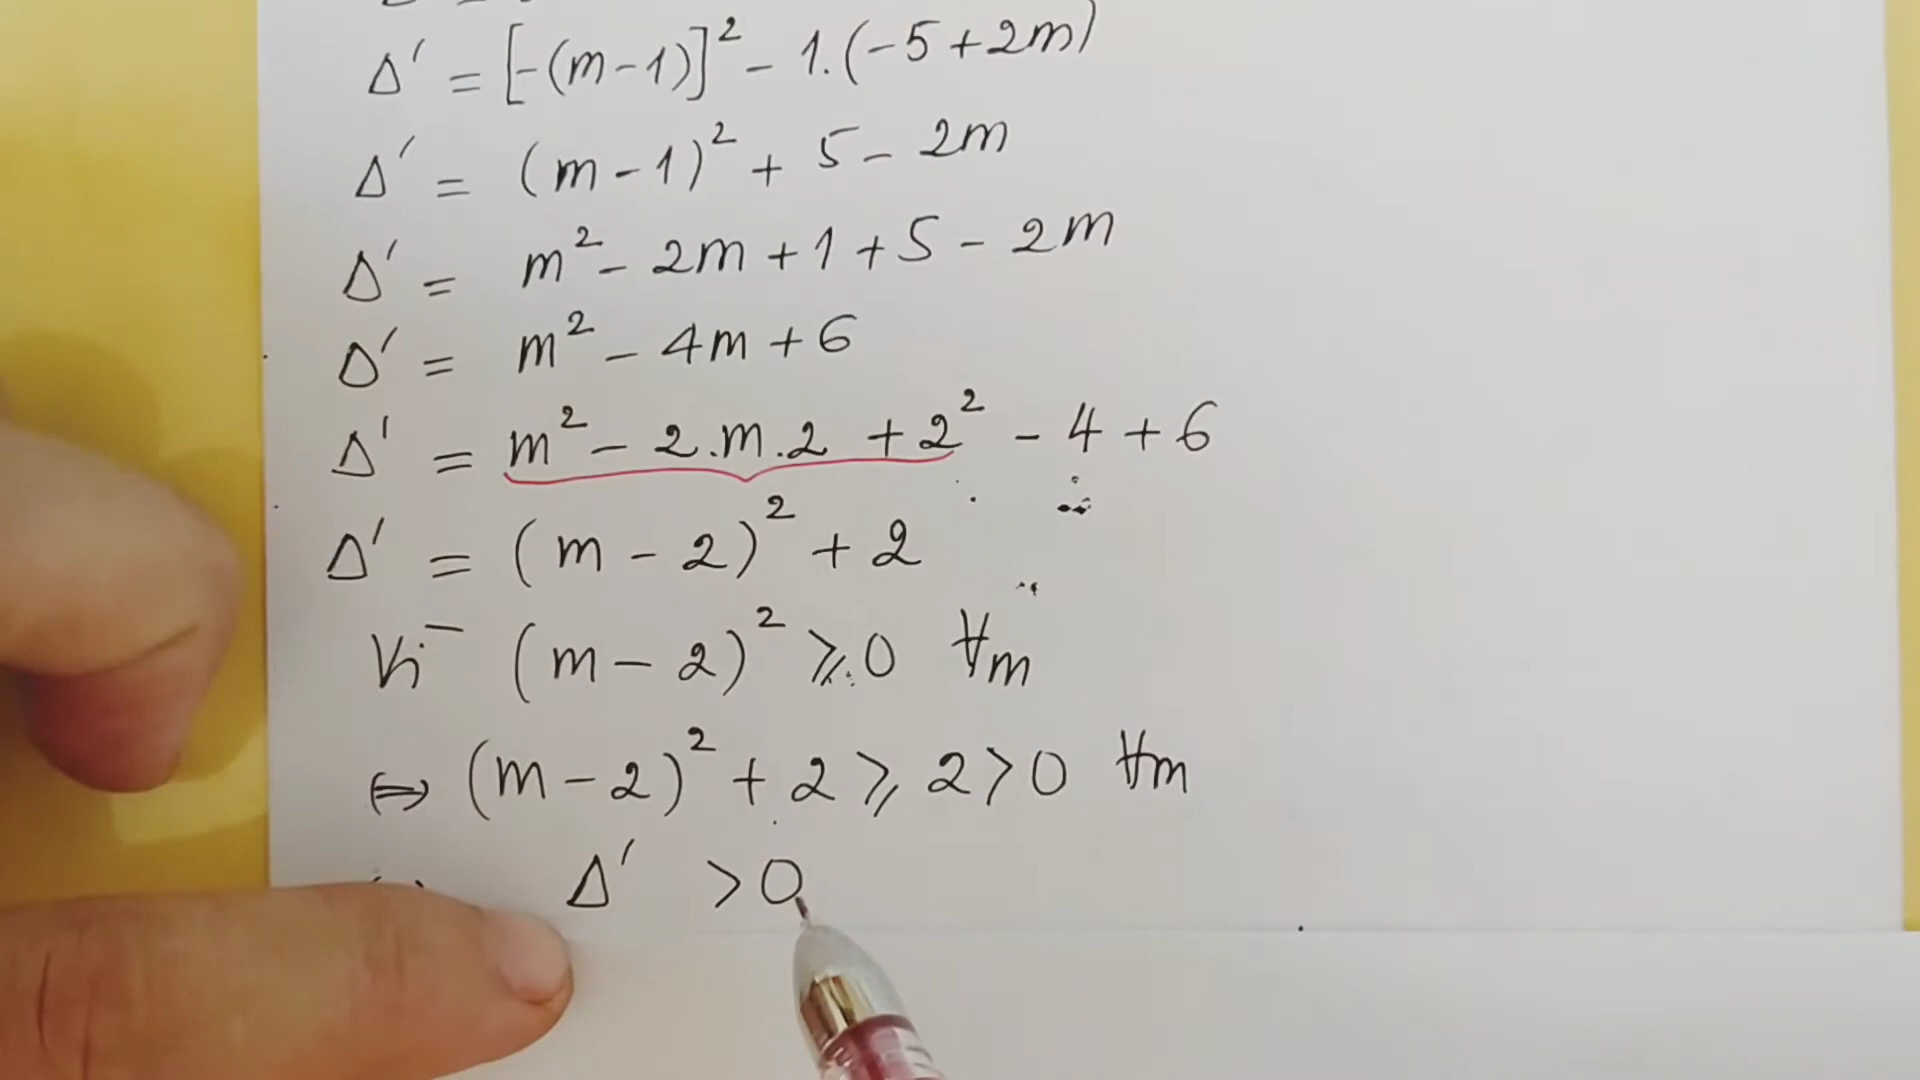 Δ' = [-(m-1)]² - 1.(-5+2m)
Δ' = (m-1)² + 5 - 2m
Δ' = m² - 2m + 1 + 5 - 2m
Δ' = m² - 4m + 6
Δ' = m² - 2.m.2 + 2² - 4 + 6
Δ' = (m - 2)² + 2
Vì (m - 2)² ⩾ 0 ∀m
⇔ (m - 2)² + 2 ⩾ 2 > 0 ∀m
Δ' > 0